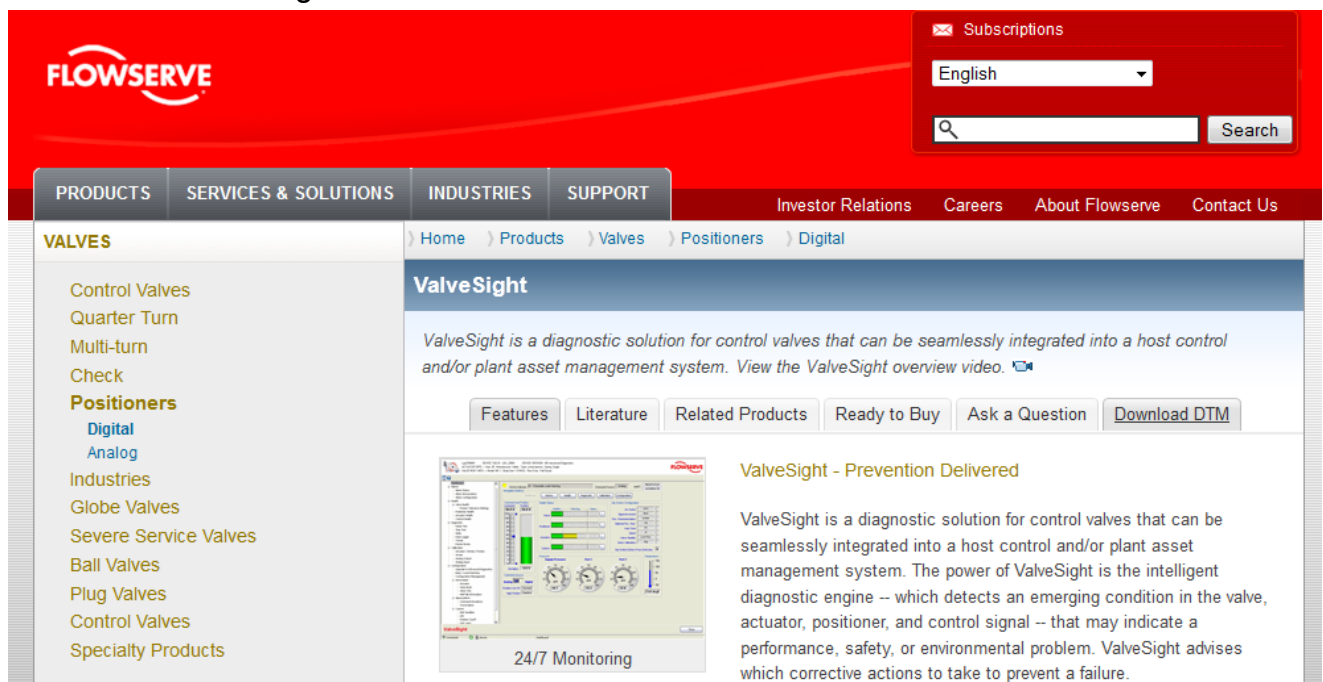 Subscriptions
FLOWSERVE
English
Search
PRODUCTS SERVICES & SOLUTIONS INDUSTRIES SUPPORT
Investor Relations Careers About Flowserve Contact Us
VALVES
Home Products Valves Positioners Digital
Control Valves
Quarter Turn
Multi-turn
Check
Positioners
Digital
Analog
Industries
Globe Valves
Severe Service Valves
Ball Valves
Plug Valves
Control Valves
Specialty Products
ValveSight
ValveSight is a diagnostic solution for control valves that can be seamlessly integrated into a host control
and/or plant asset management system. View the ValveSight overview video.
Features Literature Related Products Ready to Buy Ask a Question Download DTM
FLOWSERVE
ValveSight
24/7 Monitoring
ValveSight - Prevention Delivered
ValveSight is a diagnostic solution for control valves that can be
seamlessly integrated into a host control and/or plant asset
management system. The power of ValveSight is the intelligent
diagnostic engine -- which detects an emerging condition in the valve,
actuator, positioner, and control signal -- that may indicate a
performance, safety, or environmental problem. ValveSight advises
which corrective actions to take to prevent a failure.